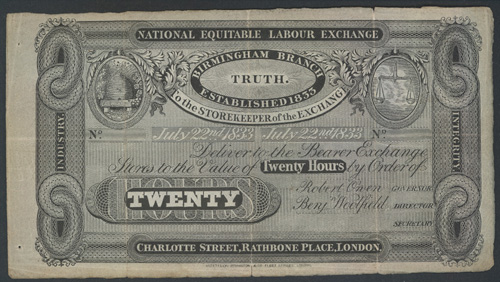 NATIONAL EQUITABLE LABOUR EXCHANGE
BIRMINGHAM BRANCH
TRUTH.
ESTABLISHED 1833
to the STOREKEEPER of the EXCHANGE
INDUSTRY
INTEGRITY
No. July 22nd 1833 July 22nd 1833 No.
Deliver to the Bearer Exchange
Stores to the Value of Twenty Hours by Order of
Robert Owen GOVERNOR
TWENTY
HOURS
Benj Woolfield DIRECTOR
SECRETARY
CHARLOTTE STREET, RATHBONE PLACE, LONDON.